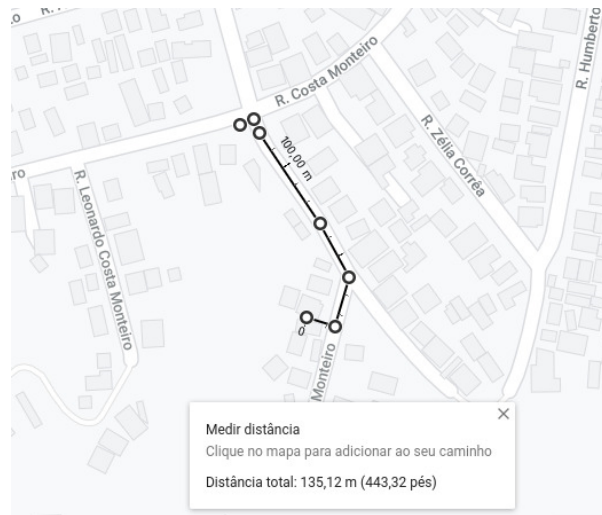 R. Humberto
R. Costa Monteiro
R. Zélia Corrêa
100,00 m
R. Leonardo Costa Monteiro
0
Monteiro
Medir distância
Clique no mapa para adicionar ao seu caminho
Distância total: 135,12 m (443,32 pés)